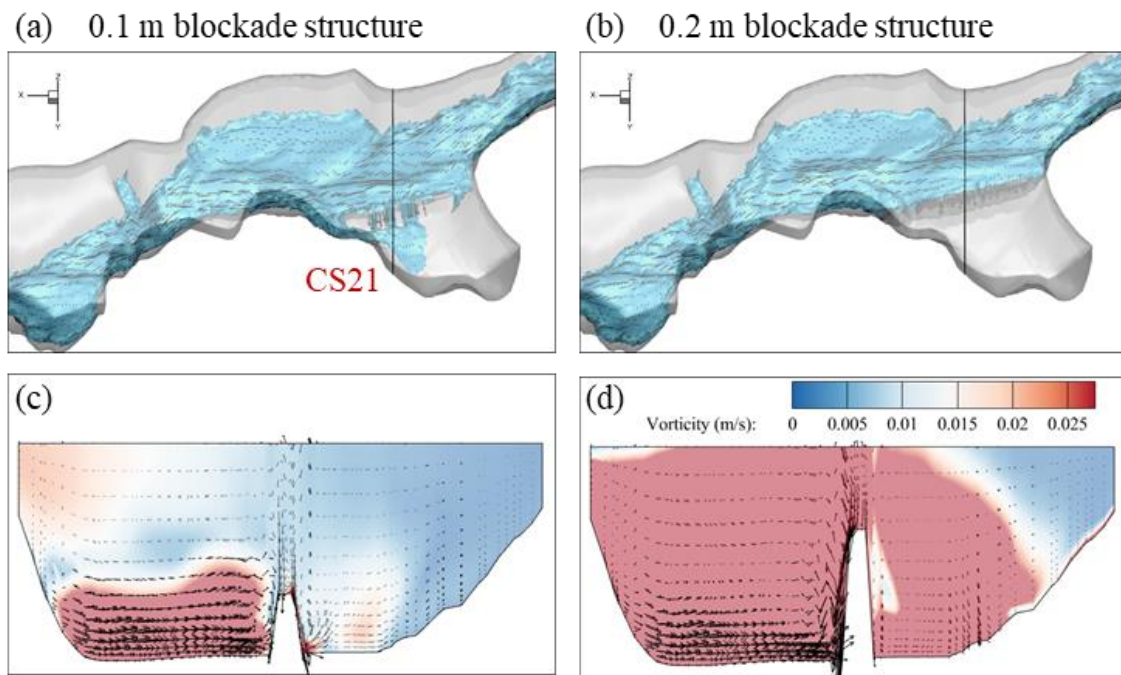 (a) 0.1 m blockade structure
(b) 0.2 m blockade structure
Z
X
Y
CS21
Z
X
Y
(c)
(d)
Vorticity (m/s): 0 0.005 0.01 0.015 0.02 0.025